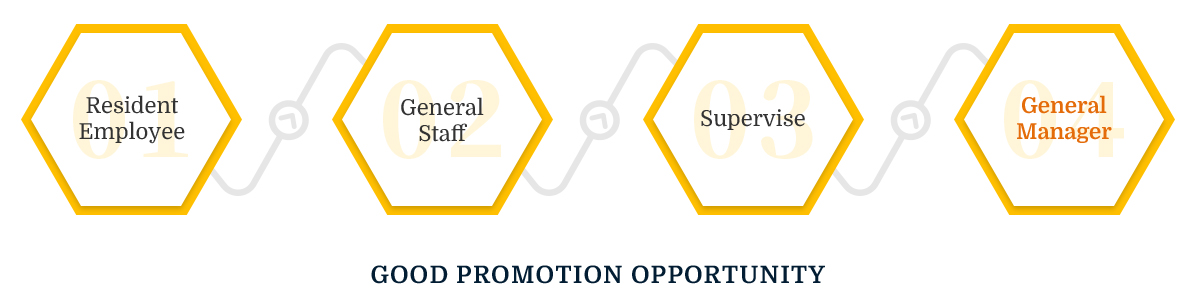 01
Resident
Employee
02
General
Staff
03
Supervise
04
General
Manager
GOOD PROMOTION OPPORTUNITY